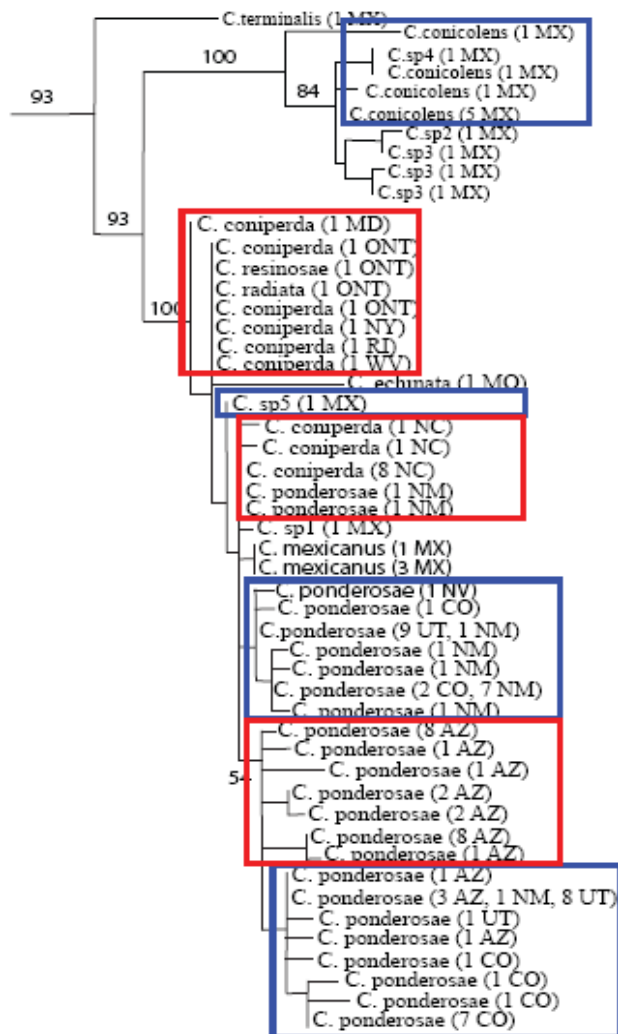 C.terminalis (1 MX)
C.conicolens (1 MX)
100
C.sp4 (1 MX)
C.conicolens (1 MX)
84
C.conicolens (1 MX)
93
C.conicolens (5 MX)
C.sp2 (1 MX)
C.sp3 (1 MX)
C.sp3 (1 MX)
C.sp3 (1 MX)
93
C. coniperda (1 MD)
C. coniperda (1 ONT)
C. resinosae (1 ONT)
C. radiata (1 ONT)
100
C. coniperda (1 ONT)
C. coniperda (1 NY)
C. coniperda (1 RI)
C. coniperda (1 WV)
C. echinata (1 MO)
C. sp5 (1 MX)
C. coniperda (1 NC)
C. coniperda (1 NC)
C. coniperda (8 NC)
C. ponderosae (1 NM)
C. ponderosae (1 NM)
C. sp1 (1 MX)
C. mexicanus (1 MX)
C. mexicanus (3 MX)
C. ponderosae (1 NV)
C. ponderosae (1 CO)
C.ponderosae (9 UT, 1 NM)
C. ponderosae (1 NM)
C. ponderosae (1 NM)
C. ponderosae (2 CO, 7 NM)
C. ponderosae (1 NM)
C. ponderosae (8 AZ)
C. ponderosae (1 AZ)
54
C. ponderosae (1 AZ)
C. ponderosae (2 AZ)
C. ponderosae (2 AZ)
C. ponderosae (8 AZ)
C. ponderosae (1 AZ)
C. ponderosae (1 AZ)
C. ponderosae (3 AZ, 1 NM, 8 UT)
C. ponderosae (1 UT)
C. ponderosae (1 AZ)
C. ponderosae (1 CO)
C. ponderosae (1 CO)
C. ponderosae (1 CO)
C. ponderosae (7 CO)